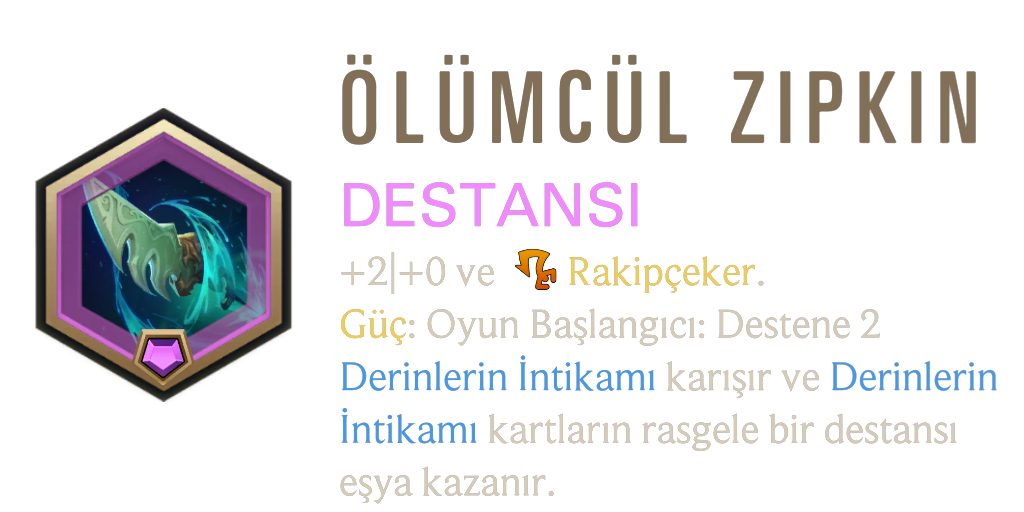 ÖLÜMCÜL ZIPKIN
DESTANSI
+2|+0 ve Rakipçeker.
Güç: Oyun Başlangıcı: Destene 2
Derinlerin İntikamı karışır ve Derinlerin
İntikamı kartların rasgele bir destansı
eşya kazanır.